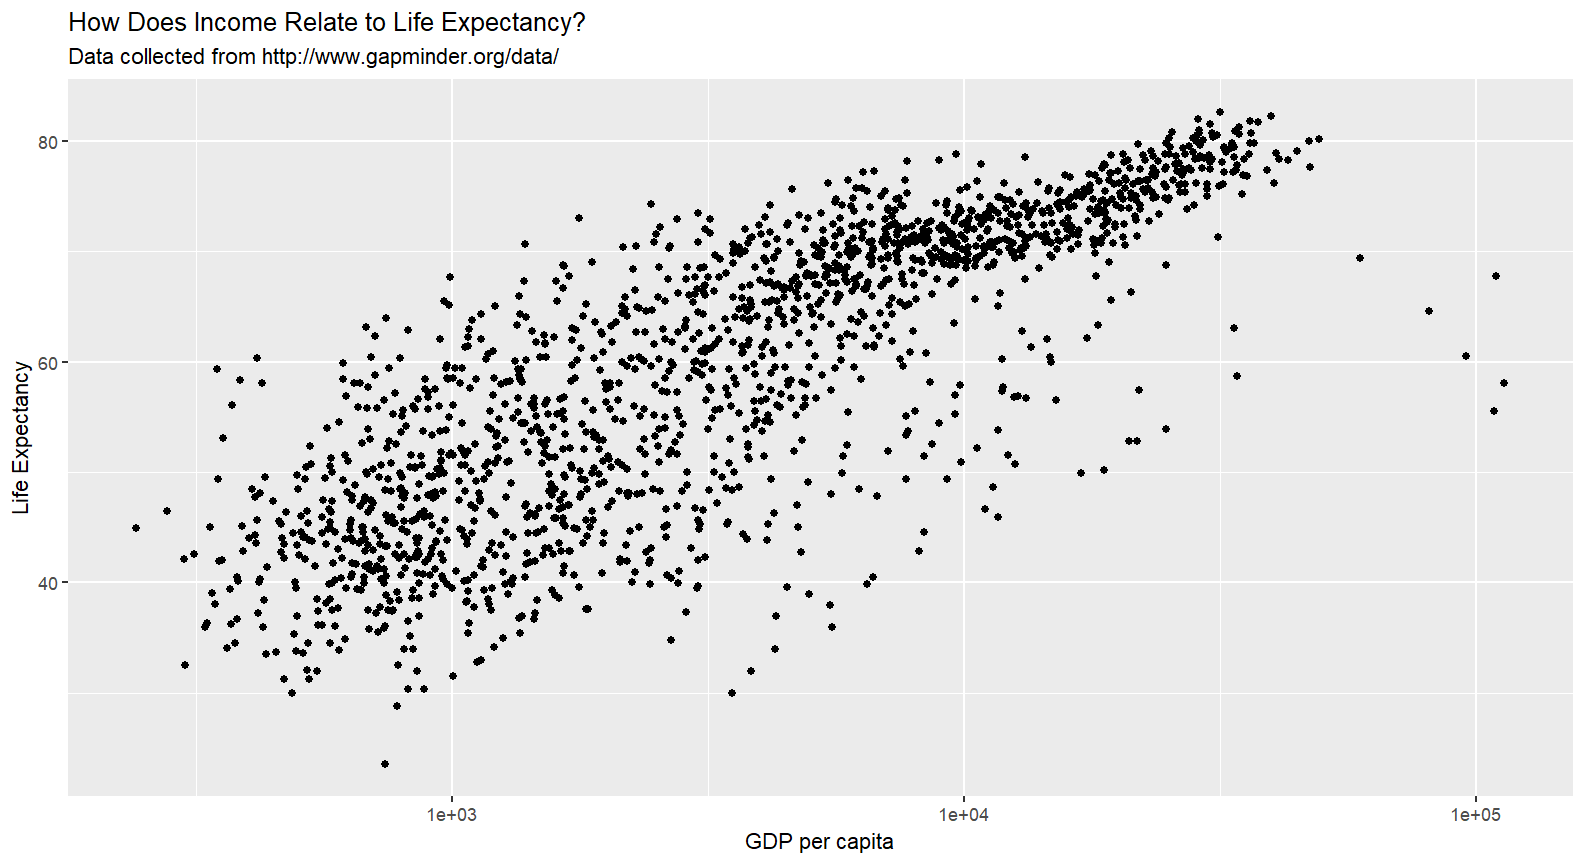 How Does Income Relate to Life Expectancy?
Data collected from http://www.gapminder.org/data/
Life Expectancy
80
60
40
1e+03
1e+04
1e+05
GDP per capita